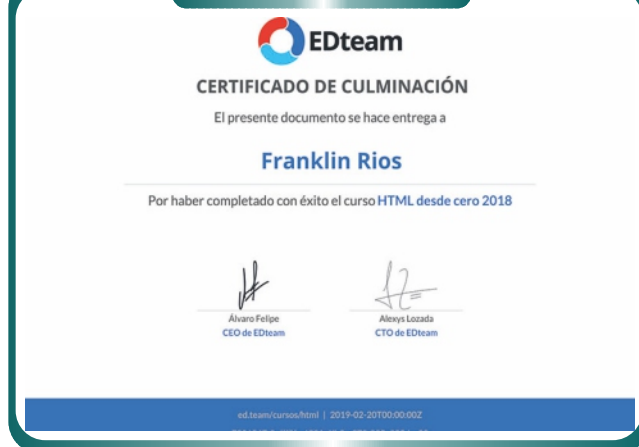 EDteam
CERTIFICADO DE CULMINACIÓN
El presente documento se hace entrega a
Franklin Rios
Por haber completado con éxito el curso HTML desde cero 2018
Álvaro Felipe
CEO de EDteam
Alexys Lozada
CTO de EDteam
ed.team/cursos/html | 2019-02-20T00:00:00Z